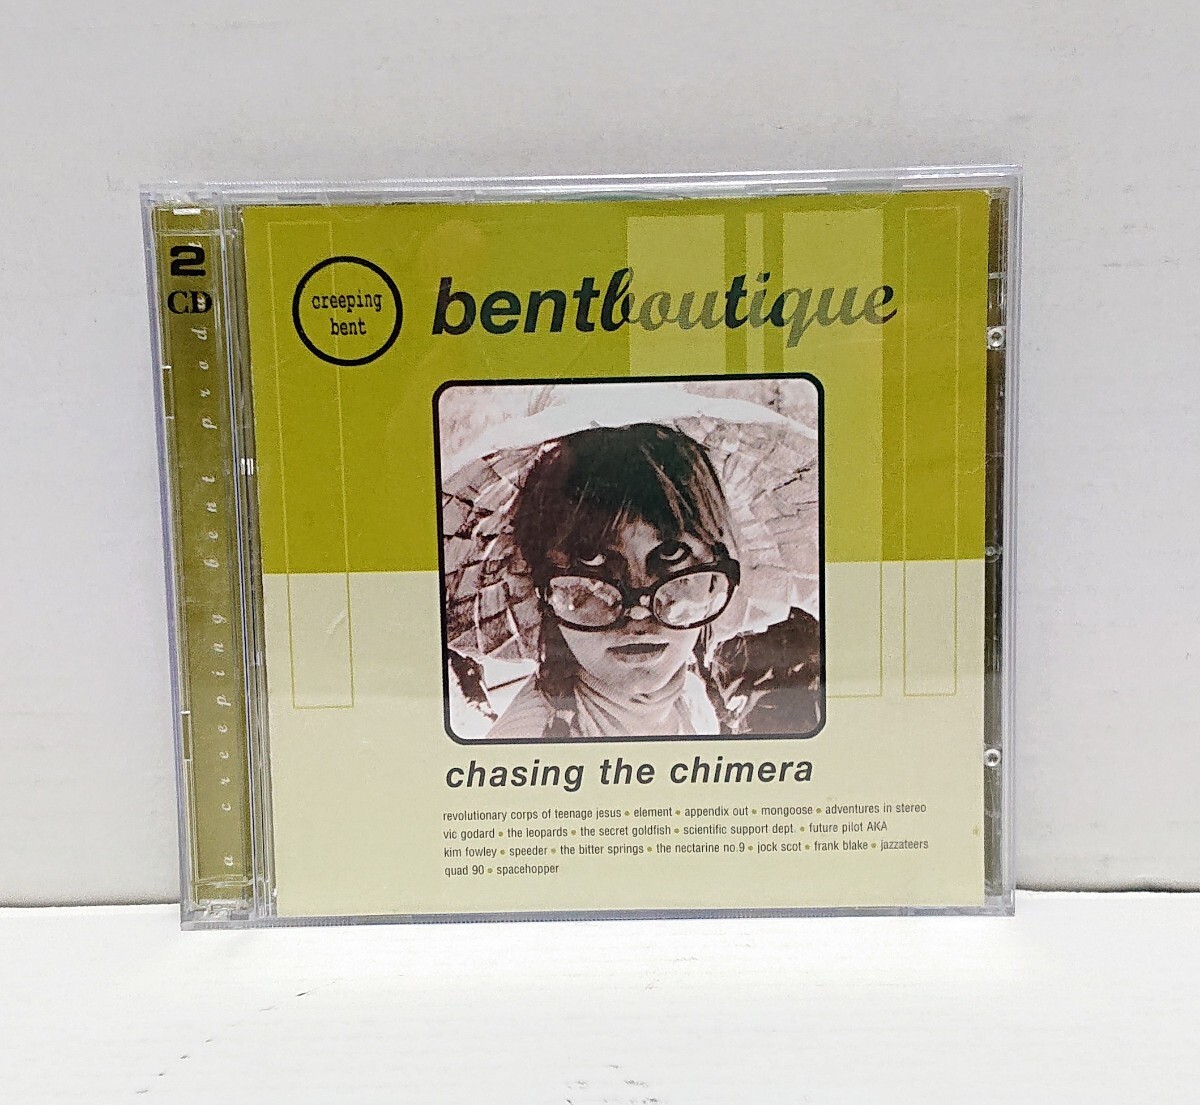 2
CD
a creeping bent prod
creeping
bent
bentboutique
chasing the chimera
revolutionary corps of teenage jesus • element • appendix out • mongoose • adventures in stereo
vic godard • the leopards • the secret goldfish • scientific support dept. • future pilot AKA
kim fowley • speeder • the bitter springs • the nectarine no.9 • jock scot • frank blake • jazzateers
quad 90 • spacehopper